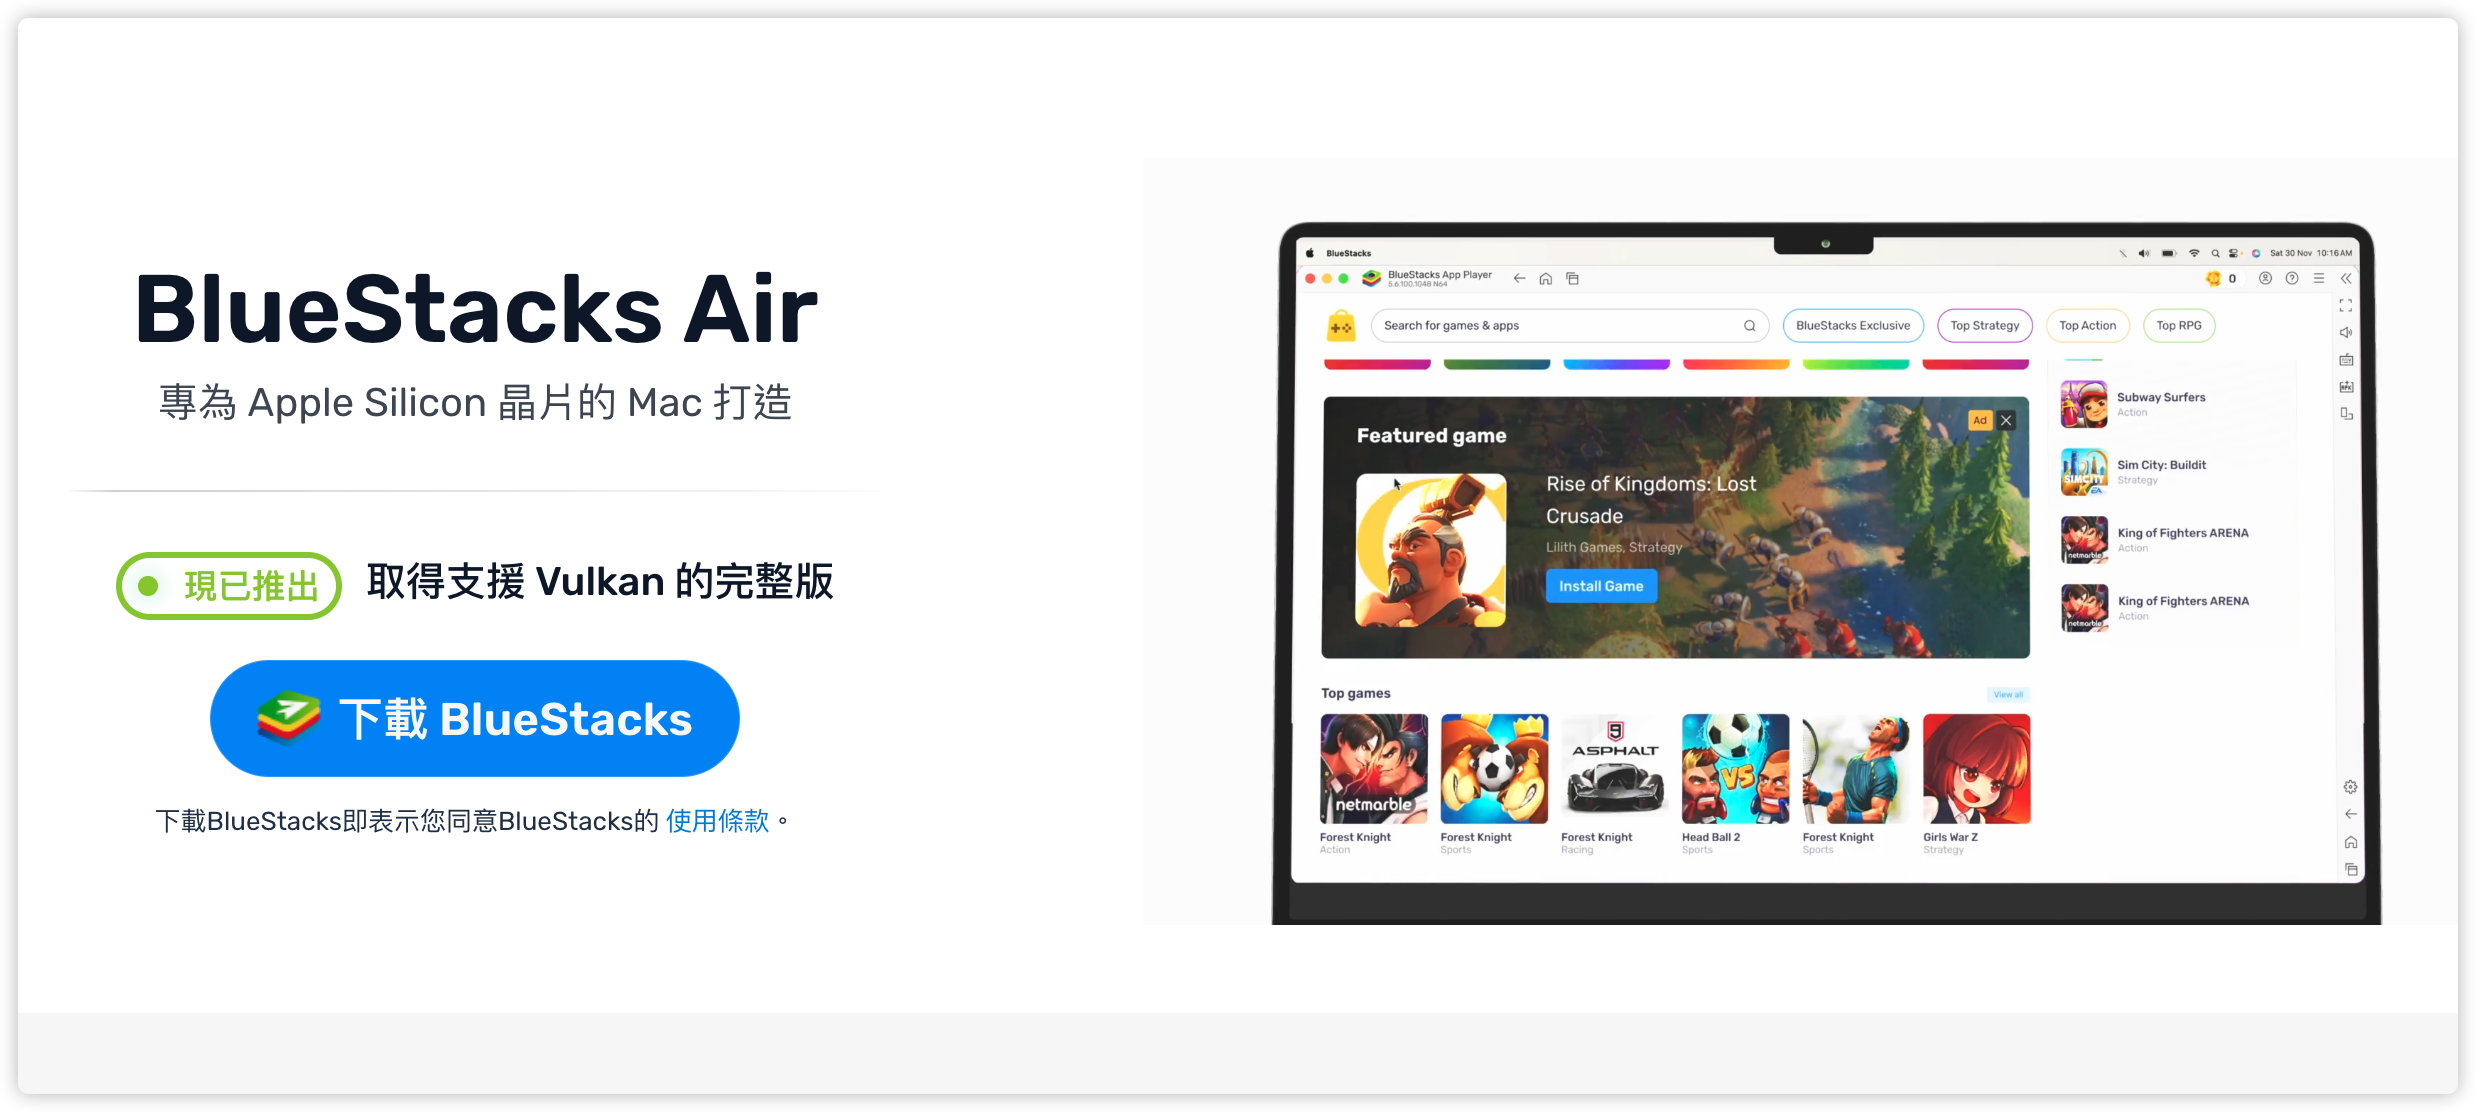 BlueStacks Air
專為 Apple Silicon 晶片的 Mac 打造
現已推出
取得支援 Vulkan 的完整版
下載 BlueStacks
下載BlueStacks即表示您同意BlueStacks的 使用條款。
BlueStacks
Sat 30 Nov 10:16AM
BlueStacks App Player
5.6.100.1048 N64
0
Search for games & apps
BlueStacks Exclusive
Top Strategy
Top Action
Top RPG
Featured game
Ad
Rise of Kingdoms: Lost
Crusade
Lilith Games, Strategy
Install Game
Subway Surfers
Action
SIMCITY
EA
Sim City: Buildit
Strategy
netmarble
King of Fighters ARENA
Action
netmarble
King of Fighters ARENA
Action
Top games
View all
netmarble
9
ASPHALT
VS
Forest Knight
Action
Forest Knight
Sports
Forest Knight
Racing
Head Ball 2
Sports
Forest Knight
Sports
Girls War Z
Strategy